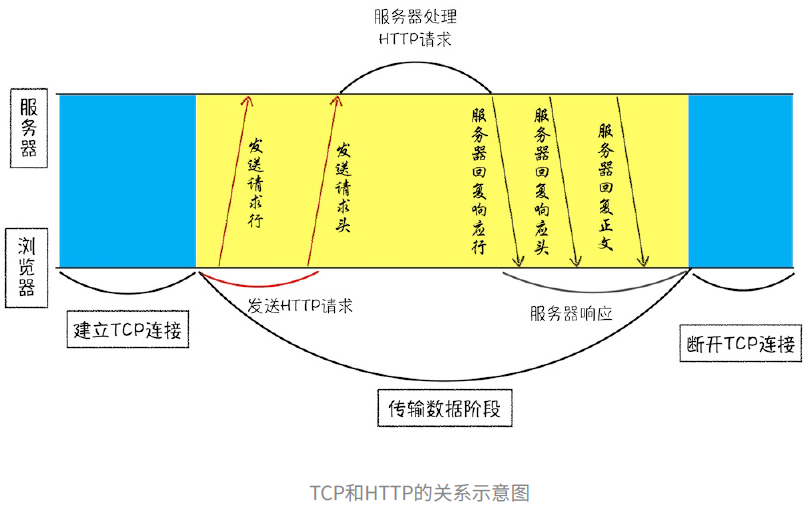 服务器处理
HTTP请求
服务器
浏览器
发送请求行
发送请求头
服务器回复响应行
服务器回复响应头
服务器回复正文
发送HTTP请求
服务器响应
建立TCP连接
断开TCP连接
传输数据阶段
TCP和HTTP的关系示意图